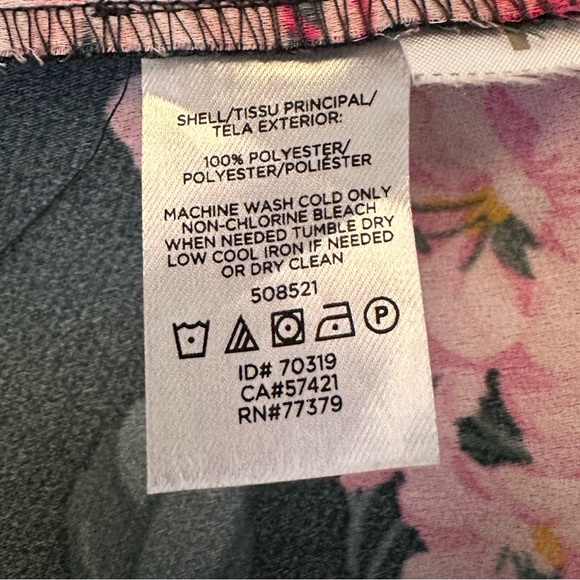 SHELL/TISSU PRINCIPAL/
TELA EXTERIOR:
100% POLYESTER/
POLYESTER/POLIÉSTER
MACHINE WASH COLD ONLY
NON-CHLORINE BLEACH
WHEN NEEDED TUMBLE DRY
LOW COOL IRON IF NEEDED
OR DRY CLEAN
508521
P
ID# 70319
CA#57421
RN#77379